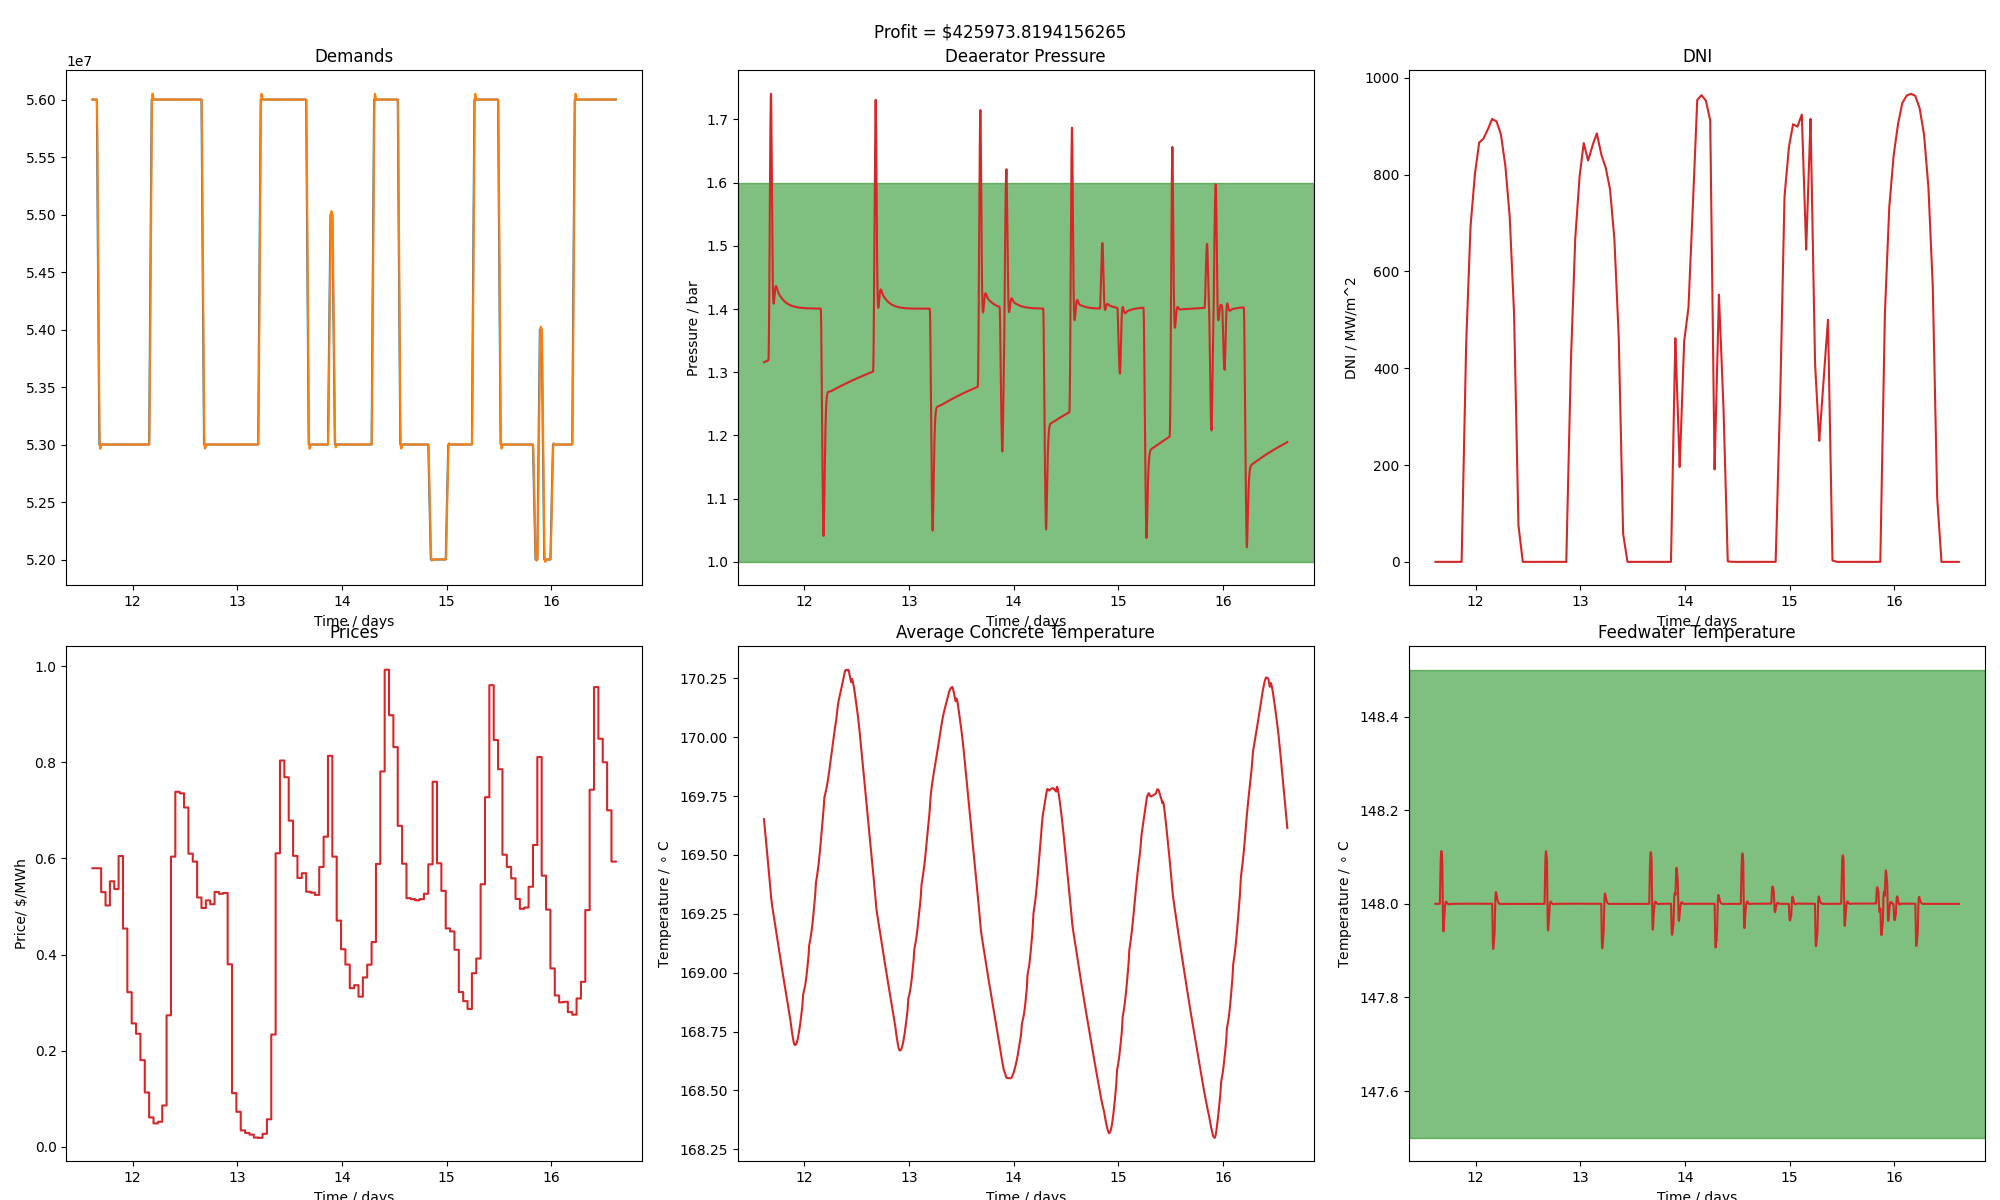 Profit = $425973.8194156265
Demands
Deaerator Pressure
DNI
1e7
5.60
5.55
5.50
5.45
5.40
5.35
5.30
5.25
5.20
12 13 14 15 16
Time / days
Pressure / bar
1.7
1.6
1.5
1.4
1.3
1.2
1.1
1.0
12 13 14 15 16
Time / days
DNI / MW/m^2
1000
800
600
400
200
0
12 13 14 15 16
Time / days
Prices
Average Concrete Temperature
Feedwater Temperature
Price/ $/MWh
1.0
0.8
0.6
0.4
0.2
0.0
12 13 14 15 16
Time / days
Temperature / ∘ C
170.25
170.00
169.75
169.50
169.25
169.00
168.75
168.50
168.25
12 13 14 15 16
Time / days
Temperature / ∘ C
148.4
148.2
148.0
147.8
147.6
12 13 14 15 16
Time / days